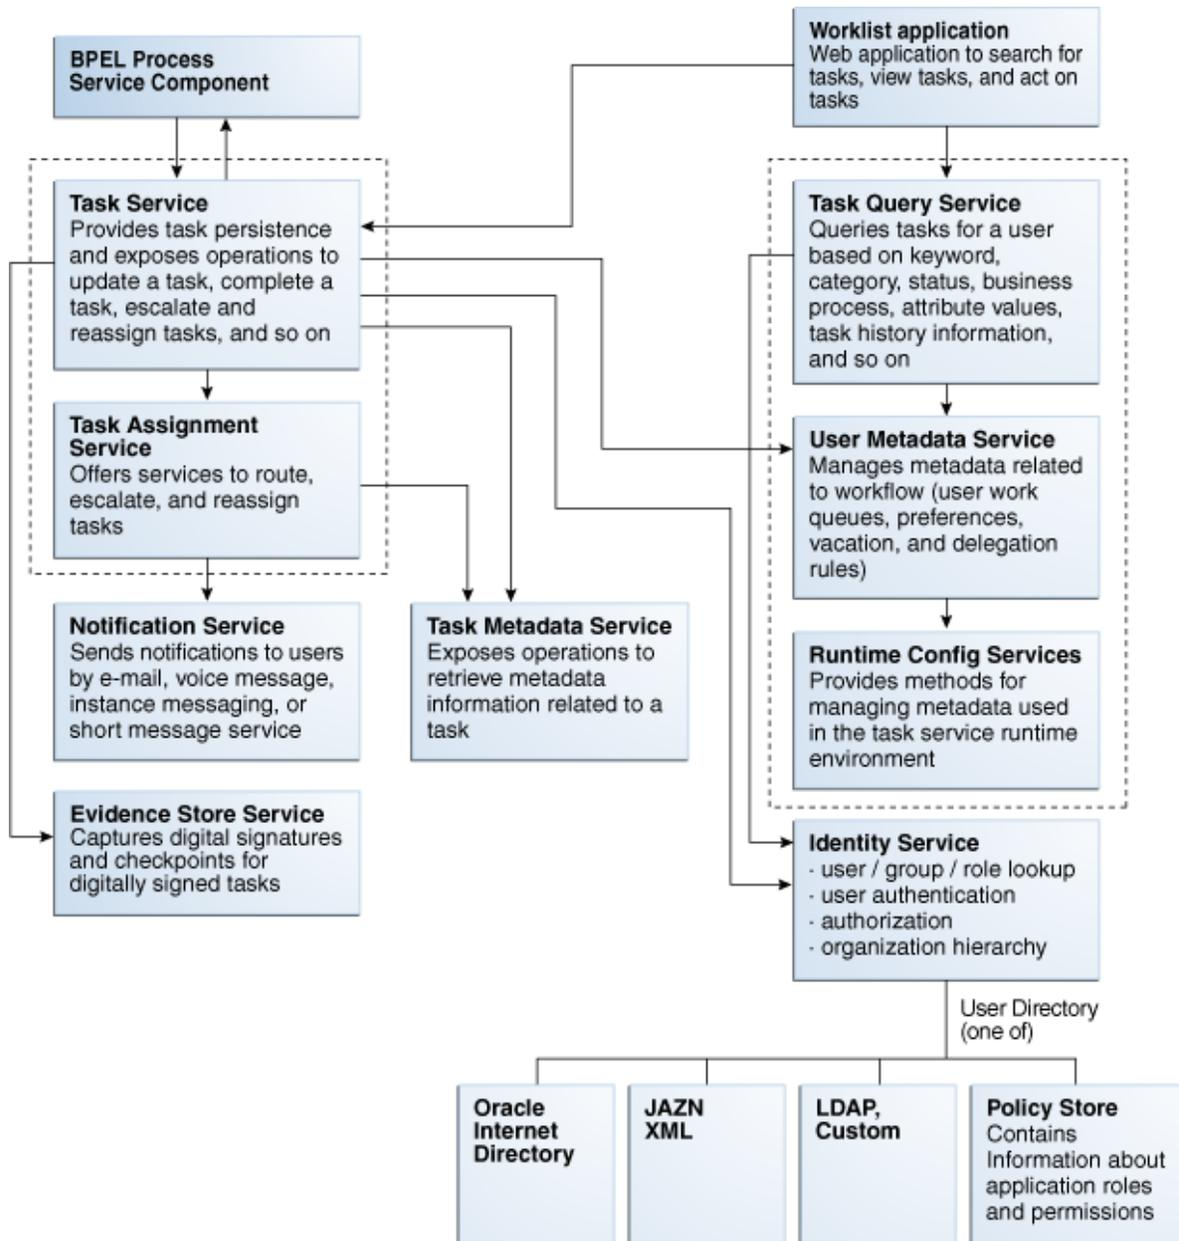 BPEL Process
Service Component
Worklist application
Web application to search for
tasks, view tasks, and act on
tasks
Task Service
Provides task persistence
and exposes operations to
update a task, complete a
task, escalate and
reassign tasks, and so on
Task Query Service
Queries tasks for a user
based on keyword,
category, status, business
process, attribute values,
task history information,
and so on
Task Assignment
Service
Offers services to route,
escalate, and reassign
tasks
User Metadata Service
Manages metadata related
to workflow (user work
queues, preferences,
vacation, and delegation
rules)
Notification Service
Sends notifications to users
by e-mail, voice message,
instance messaging, or
short message service
Task Metadata Service
Exposes operations to
retrieve metadata
information related to a
task
Runtime Config Services
Provides methods for
managing metadata used
in the task service runtime
environment
Evidence Store Service
Captures digital signatures
and checkpoints for
digitally signed tasks
Identity Service
· user / group / role lookup
· user authentication
· authorization
· organization hierarchy
User Directory
(one of)
Oracle
Internet
Directory
JAZN
XML
LDAP,
Custom
Policy Store
Contains
Information about
application roles
and permissions